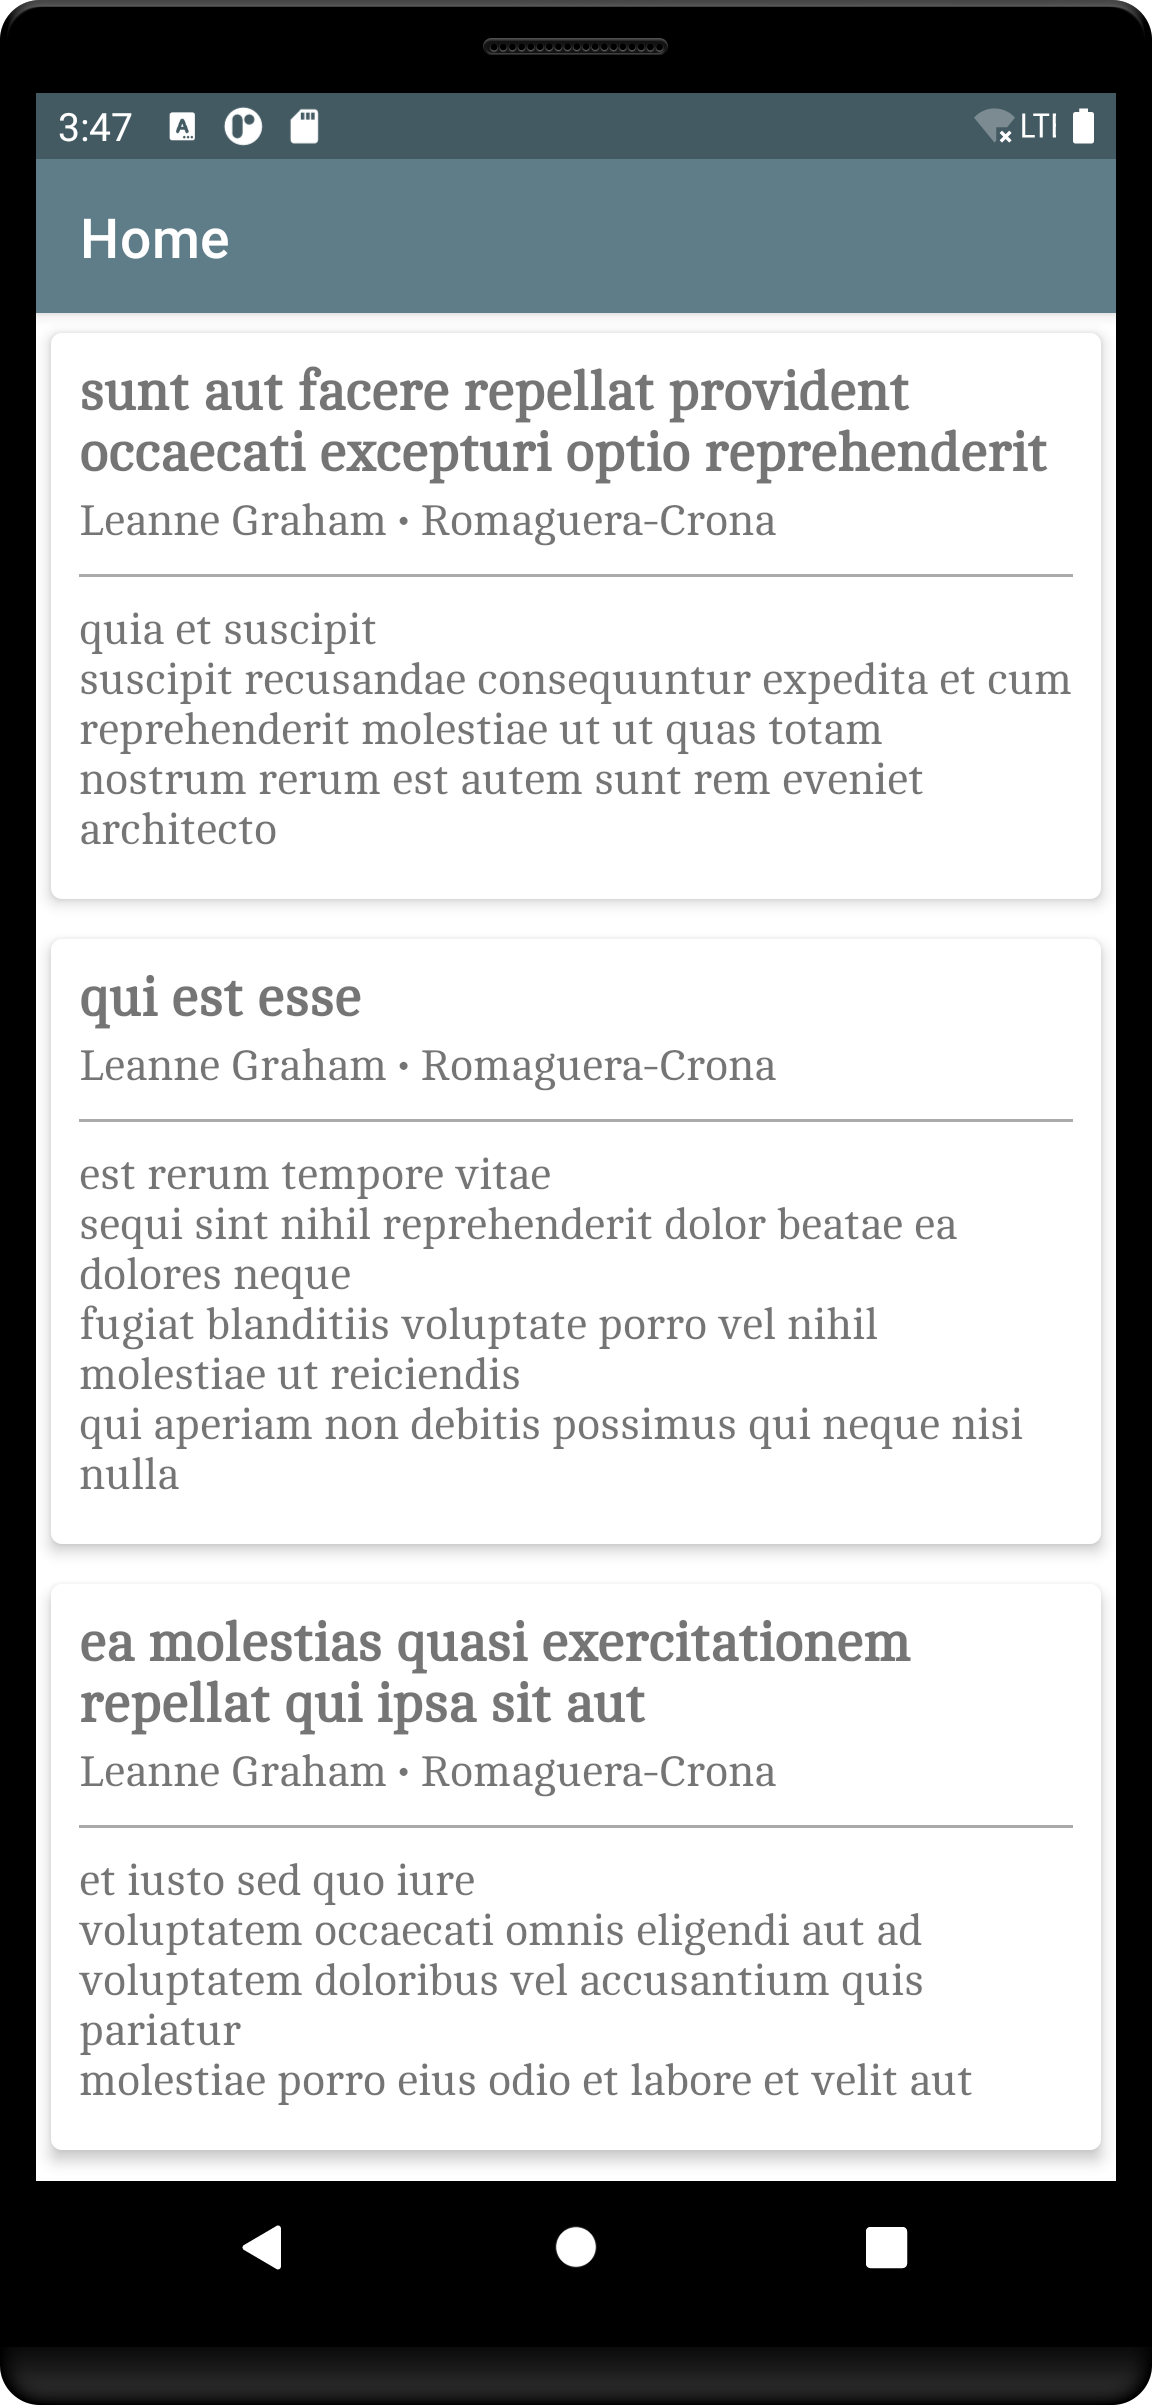 3:47 A LTE
Home
sunt aut facere repellat provident
occaecati excepturi optio reprehenderit
Leanne Graham • Romaguera-Crona
quia et suscipit
suscipit recusandae consequuntur expedita et cum
reprehenderit molestiae ut ut quas totam
nostrum rerum est autem sunt rem eveniet
architecto
qui est esse
Leanne Graham • Romaguera-Crona
est rerum tempore vitae
sequi sint nihil reprehenderit dolor beatae ea
dolores neque
fugiat blanditiis voluptate porro vel nihil
molestiae ut reiciendis
qui aperiam non debitis possimus qui neque nisi
nulla
ea molestias quasi exercitationem
repellat qui ipsa sit aut
Leanne Graham • Romaguera-Crona
et iusto sed quo iure
voluptatem occaecati omnis eligendi aut ad
voluptatem doloribus vel accusantium quis
pariatur
molestiae porro eius odio et labore et velit aut